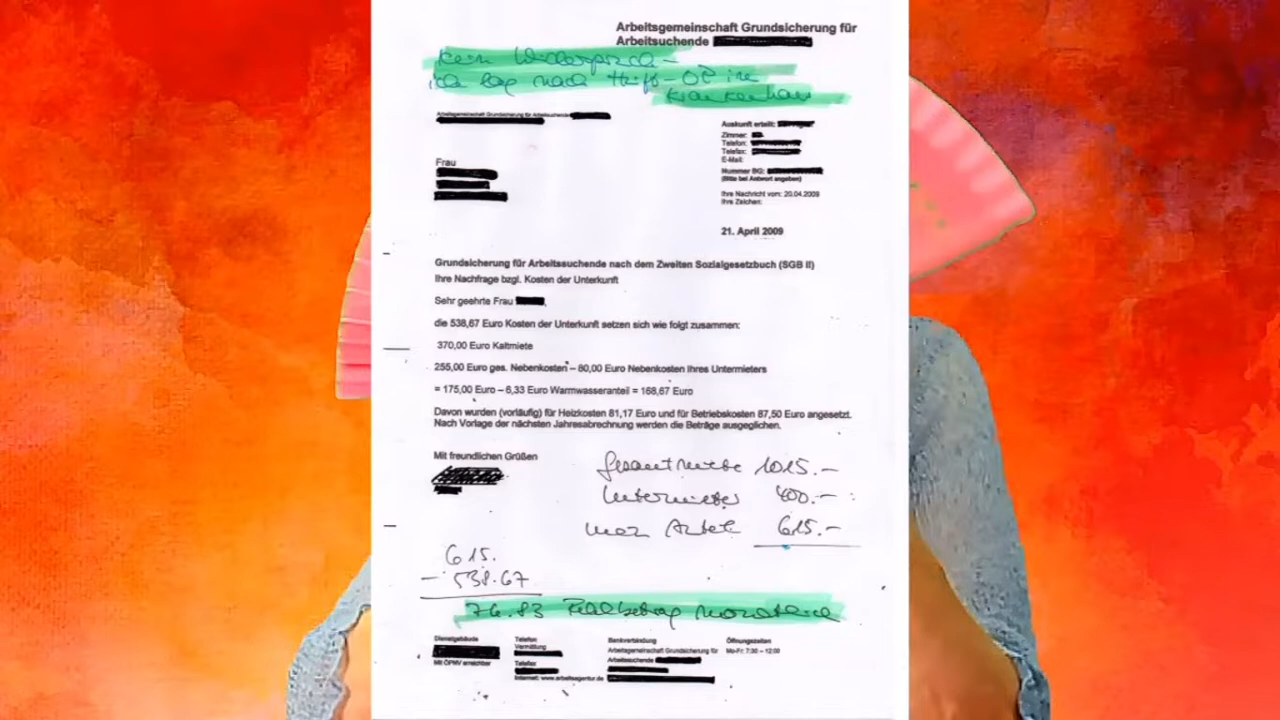 Arbeitsgemeinschaft Grundsicherung für
Arbeitsuchende
kein Widerspruch -
ich lag nach Hüft-OP im
Krankenhaus
Arbeitsgemeinschaft Grundsicherung für Arbeitsuchende
Auskunft erteilt:
Zimmer:
Telefon:
Telefax:
E-Mail:
Nummer BG:
(Bitte bei Antwort angeben)
Frau
Ihre Nachricht vom: 20.04.2009
Ihre Zeichen:
21. April 2009
Grundsicherung für Arbeitssuchende nach dem Zweiten Sozialgesetzbuch (SGB II)
Ihre Nachfrage bzgl. Kosten der Unterkunft
Sehr geehrte Frau
die 538,67 Euro Kosten der Unterkunft setzen sich wie folgt zusammen:
370,00 Euro Kaltmiete
255,00 Euro ges. Nebenkosten – 80,00 Euro Nebenkosten Ihres Untermieters
= 175,00 Euro – 6,33 Euro Warmwasseranteil = 168,67 Euro
Davon wurden (vorläufig) für Heizkosten 81,17 Euro und für Betriebskosten 87,50 Euro angesetzt.
Nach Vorlage der nächsten Jahresabrechnung werden die Beträge ausgeglichen.
Mit freundlichen Grüßen
Gesamtmiete 1015.-
Untermieter 400.-
mein Anteil 615.-
615.
- 538.67
76.83 Fehlbetrag monatlich
Dienstgebäude
Mit ÖPNV erreichbar
Telefon
Vermittlung
Telefax
Internet: www.arbeitsagentur.de
Bankverbindung
Arbeitsgemeinschaft Grundsicherung für
Arbeitssuchende
Öffnungszeiten
Mo-Fr: 7:30 – 12:00